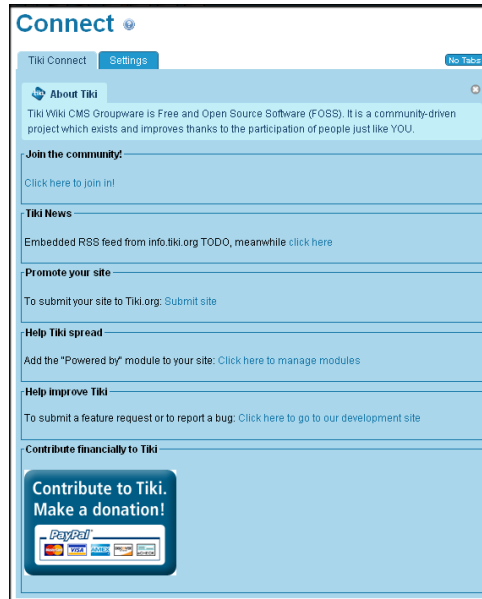 Connect
Tiki Connect
Settings
No Tabs
About Tiki
Tiki Wiki CMS Groupware is Free and Open Source Software (FOSS). It is a community-driven
project which exists and improves thanks to the participation of people just like YOU.
Join the community!
Click here to join in!
Tiki News
Embedded RSS feed from info.tiki.org TODO, meanwhile click here
Promote your site
To submit your site to Tiki.org: Submit site
Help Tiki spread
Add the "Powered by" module to your site: Click here to manage modules
Help improve Tiki
To submit a feature request or to report a bug: Click here to go to our development site
Contribute financially to Tiki
Contribute to Tiki.
Make a donation!
PayPal
VISA AMEX